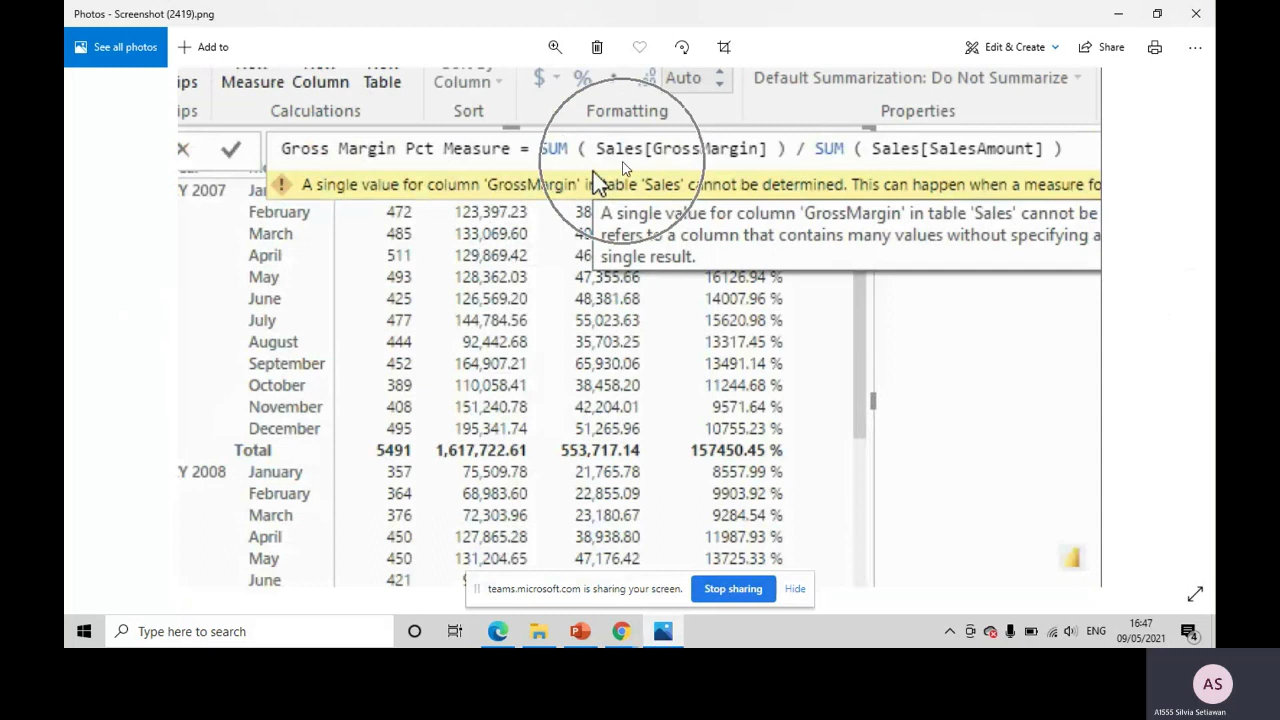 Photos - Screenshot (2419).png
See all photos
Add to
Edit & Create
Share
Measure Column Table
Column
$ % Auto
Default Summarization: Do Not Summarize
ips
Calculations
Sort
Formatting
Properties
Gross Margin Pct Measure = SUM ( Sales[GrossMargin] ) / SUM ( Sales[SalesAmount] )
Y 2007
A single value for column 'GrossMargin' in table 'Sales' cannot be determined. This can happen when a measure fo
A single value for column 'GrossMargin' in table 'Sales' cannot be
refers to a column that contains many values without specifying a
single result.
February 472 123,397.23 38
March 485 133,069.60
April 511 129,869.42 46
May 493 128,362.03 47,355.66 16126.94 %
June 425 126,569.20 48,381.68 14007.96 %
July 477 144,784.56 55,023.63 15620.98 %
August 444 92,442.68 35,703.25 13317.45 %
September 452 164,907.21 65,930.06 13491.14 %
October 389 110,058.41 38,458.20 11244.68 %
November 408 151,240.78 42,204.01 9571.64 %
December 495 195,341.74 51,265.96 10755.23 %
Total 5491 1,617,722.61 553,717.14 157450.45 %
Y 2008 January 357 75,509.78 21,765.78 8557.99 %
February 364 68,983.60 22,855.09 9903.92 %
March 376 72,303.96 23,180.67 9284.54 %
April 450 127,865.28 38,938.80 11987.93 %
May 450 131,204.65 47,176.42 13725.33 %
June 421
teams.microsoft.com is sharing your screen.
Stop sharing
Hide
Type here to search
ENG
16:47
09/05/2021
4
AS
A1555 Silvia Setiawan